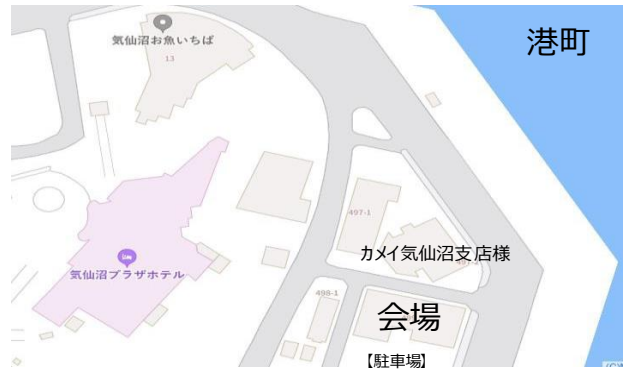 港町
気仙沼お魚いちば
13
497-1
カメイ気仙沼支店様
気仙沼プラザホテル
498-1
会場
【駐車場】